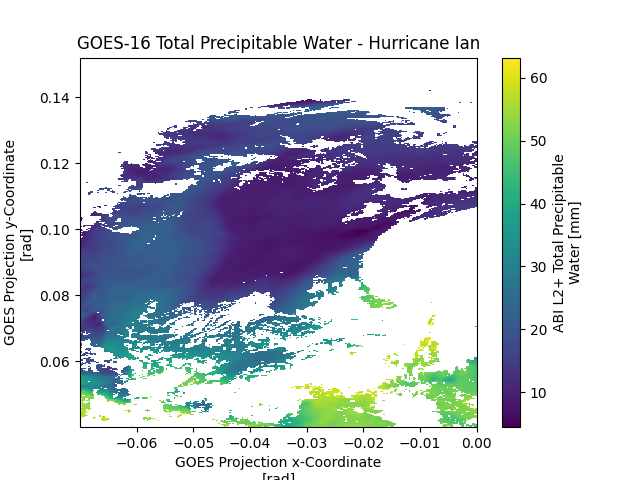 GOES-16 Total Precipitable Water - Hurricane Ian
0.14
0.12
0.10
0.08
0.06
GOES Projection y-Coordinate
[rad]
−0.06
−0.05
−0.04
−0.03
−0.02
−0.01
0.00
GOES Projection x-Coordinate
[rad]
60
50
40
30
20
10
ABI L2+ Total Precipitable
Water [mm]